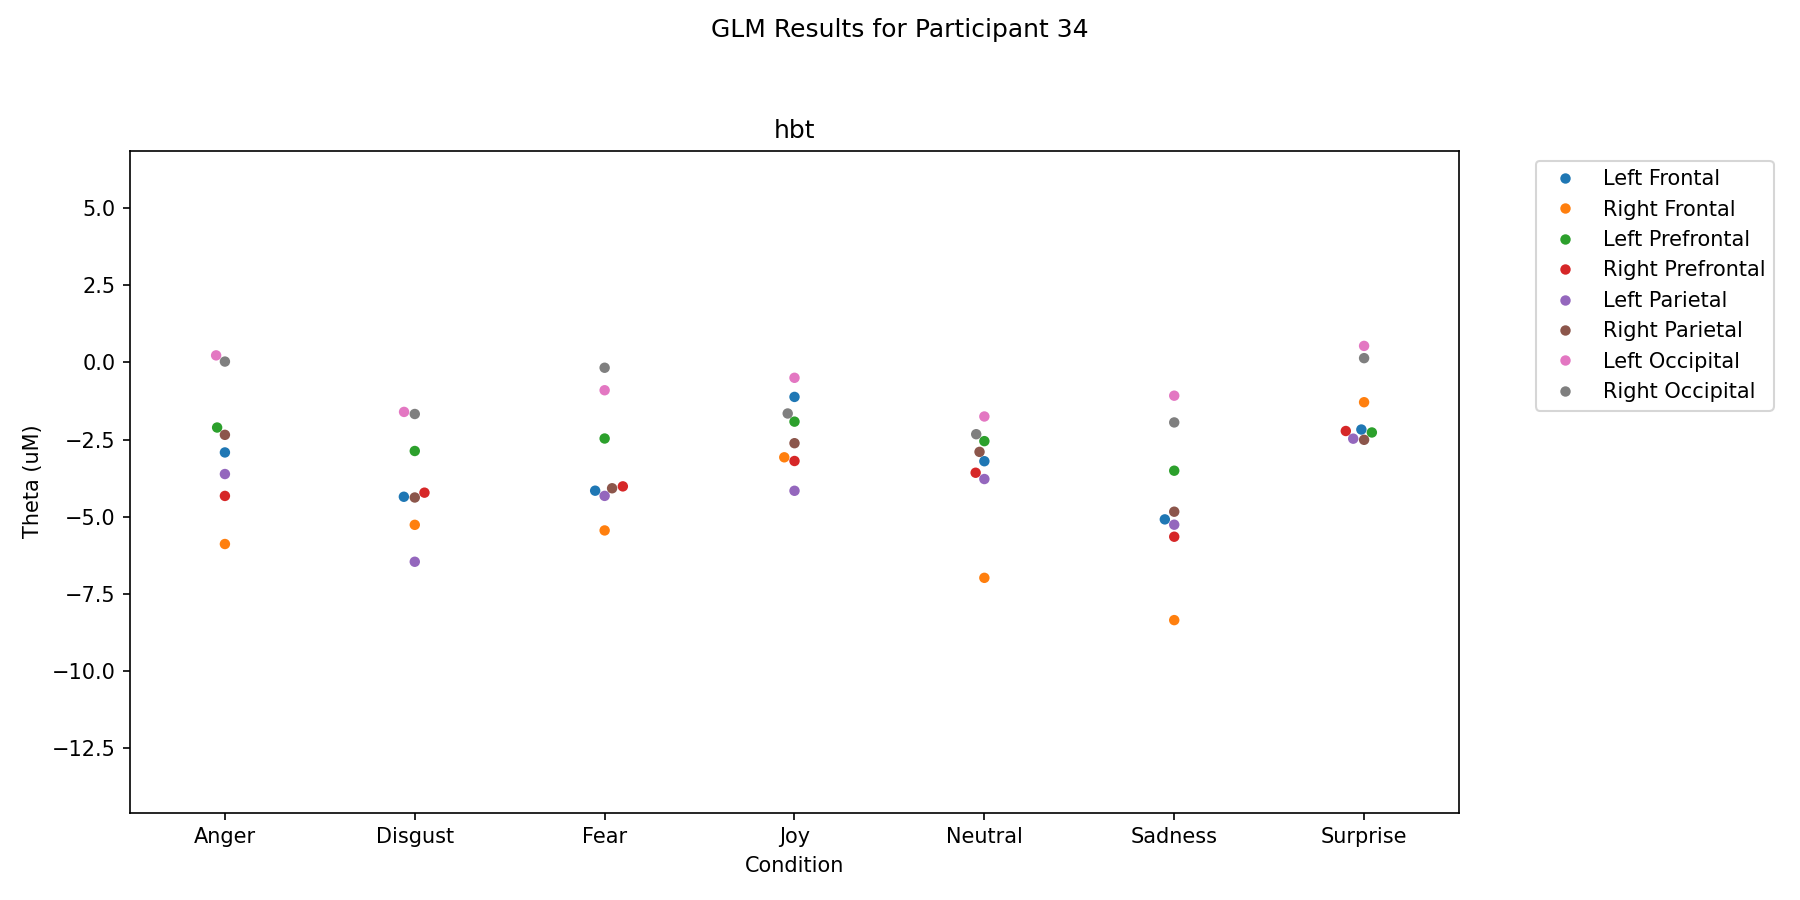 GLM Results for Participant 34
hbt
5.0
2.5
0.0
−2.5
−5.0
−7.5
−10.0
−12.5
Theta (uM)
Anger Disgust Fear Joy Neutral Sadness Surprise
Condition
Left Frontal
Right Frontal
Left Prefrontal
Right Prefrontal
Left Parietal
Right Parietal
Left Occipital
Right Occipital